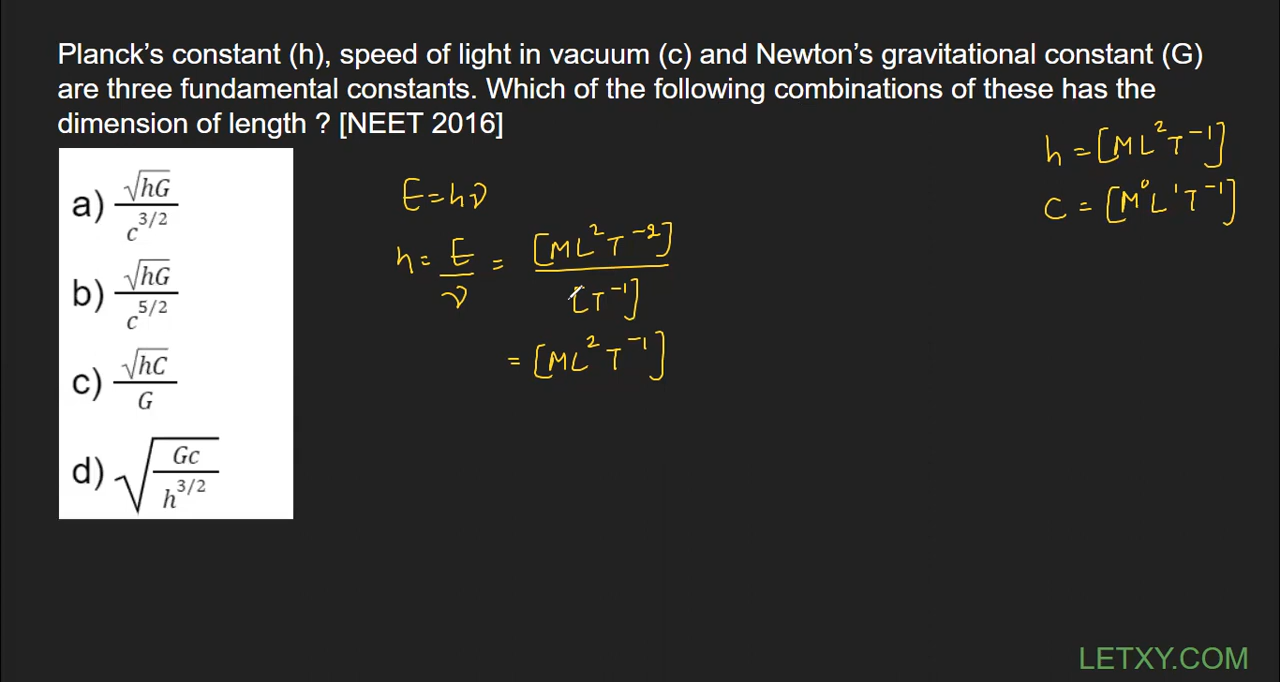 Planck's constant (h), speed of light in vacuum (c) and Newton's gravitational constant (G)
are three fundamental constants. Which of the following combinations of these has the
dimension of length ? [NEET 2016]
h = [ML²T⁻¹]
c = [M⁰L¹T⁻¹]
a) √hG / c^3/2
b) √hG / c^5/2
c) √hC / G
d) √(Gc / h^3/2)
E = hν
h = E/ν = [ML²T⁻²] / [T⁻¹]
= [ML²T⁻¹]
LETXY.COM